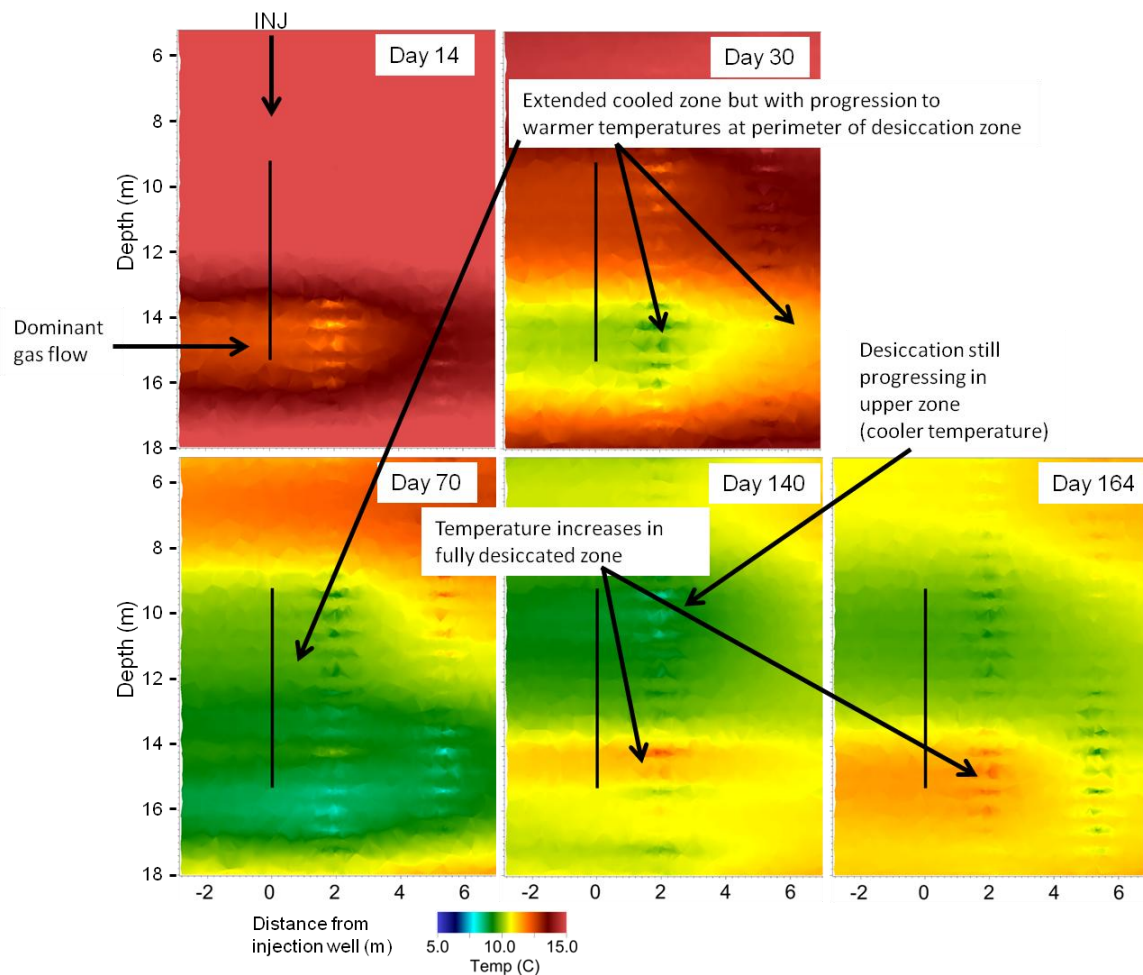 INJ
Day 14
Day 30
6
8
10
12
14
16
18
Depth (m)
Extended cooled zone but with progression to
warmer temperatures at perimeter of desiccation zone
Dominant
gas flow
Desiccation still
progressing in
upper zone
(cooler temperature)
Day 70
Day 140
Day 164
Temperature increases in
fully desiccated zone
6
8
10
12
14
16
18
Depth (m)
-2 0 2 4 6
-2 0 2 4 6
-2 0 2 4 6
Distance from
injection well (m)
5.0 10.0 15.0
Temp (C)